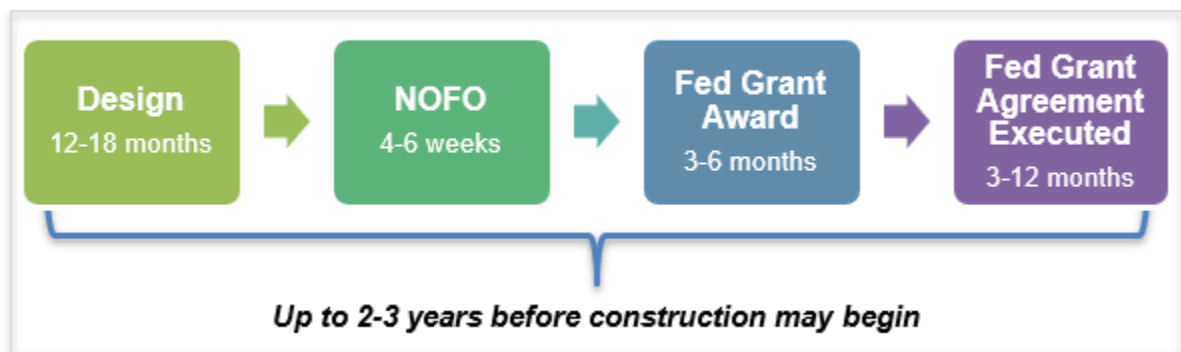 Design
12-18 months
NOFO
4-6 weeks
Fed Grant
Award
3-6 months
Fed Grant
Agreement
Executed
3-12 months
Up to 2-3 years before construction may begin